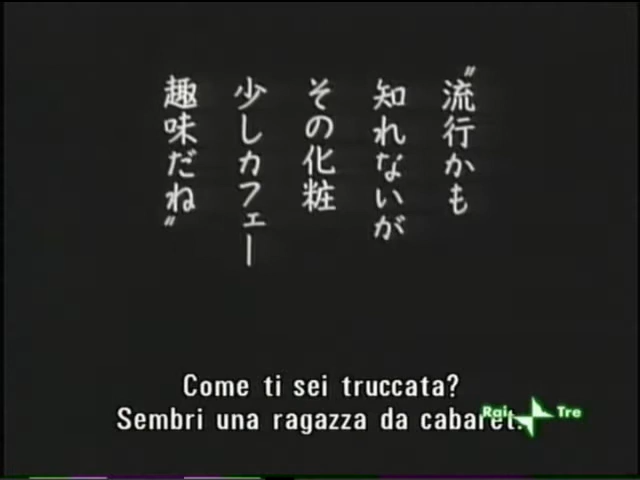 〝流行かも
知れないが
その化粧
少しカフェー
趣味だね〟
Come ti sei truccata?
Sembri una ragazza da cabaret.
Rai Tre